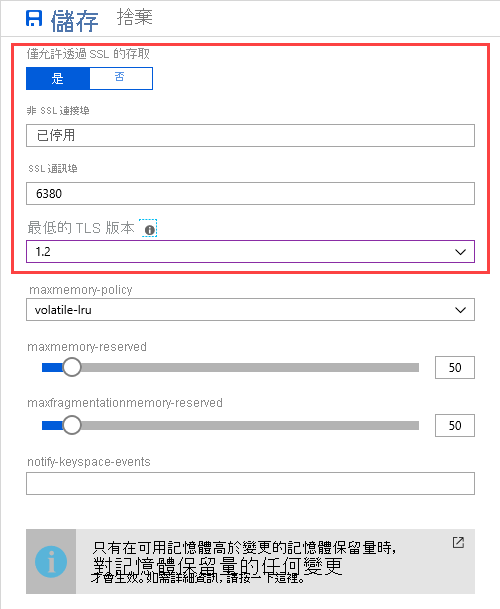 儲存 捨棄
僅允許透過 SSL 的存取
是 否
非 SSL 連接埠
已停用
SSL 通訊埠
6380
最低的 TLS 版本
1.2
maxmemory-policy
volatile-lru
maxmemory-reserved
50
maxfragmentationmemory-reserved
50
notify-keyspace-events
只有在可用記憶體高於變更的記憶體保留量時，
對記憶體保留量的任何變更
才會生效。如需詳細資訊，請按一下這裡。